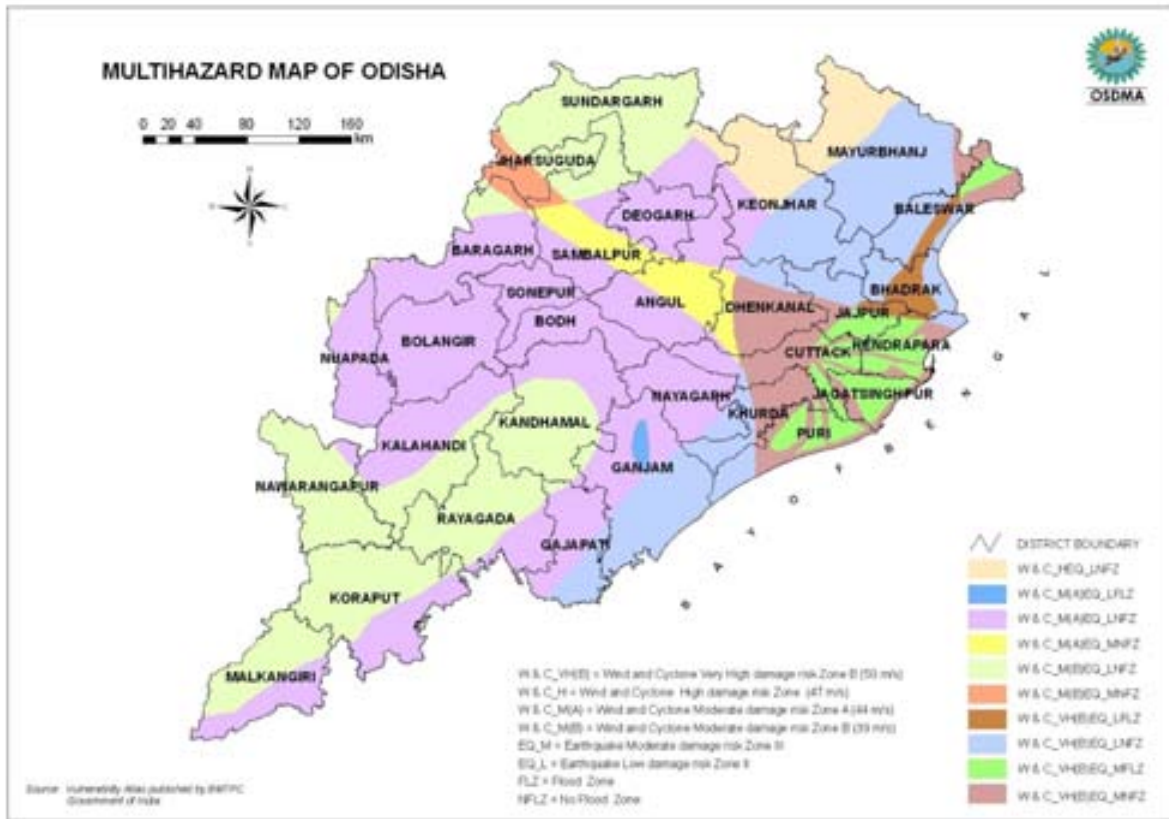 MULTIHAZARD MAP OF ODISHA
0 20 40 80 120 160
km
OSDMA
SUNDARGARH
JHARSUGUDA
MAYURBHANJ
KEONJHAR
DEOGARH
BALESWAR
BARAGARH
SAMBALPUR
BHADRAK
SONEPUR
ANGUL
DHENKANAL
JAJPUR
BODH
BOLANGIR
CUTTACK
KENDRAPARA
NUAPADA
NAYAGARH
JAGATSINGHPUR
KHURDA
KANDHAMAL
PURI
KALAHANDI
GANJAM
NAWARANGAPUR
RAYAGADA
GAJAPATI
KORAPUT
MALKANGIRI
BAY OF BENGAL
DISTRICT BOUNDARY
W & C_HEQ_LNFZ
W & C_M(A)EQ_LFLZ
W & C_M(A)EQ_LNFZ
W & C_M(A)EQ_MNFZ
W & C_M(B)EQ_LNFZ
W & C_M(B)EQ_MNFZ
W & C_VH(B)EQ_LFLZ
W & C_VH(B)EQ_LNFZ
W & C_VH(B)EQ_MFLZ
W & C_VH(B)EQ_MNFZ
W & C_VH(B) = Wind and Cyclone Very High damage risk Zone B (50 m/s)
W & C_H = Wind and Cyclone High damage risk Zone (47 m/s)
W & C_M(A) = Wind and Cyclone Moderate damage risk Zone A (44 m/s)
W & C_M(B) = Wind and Cyclone Moderate damage risk Zone B (39 m/s)
EQ_M = Earthquake Moderate damage risk Zone III
EQ_L = Earthquake Low damage risk Zone II
FLZ = Flood Zone
NFLZ = No Flood Zone
Source: Vulnerability Atlas published by BMTPC
Government of India